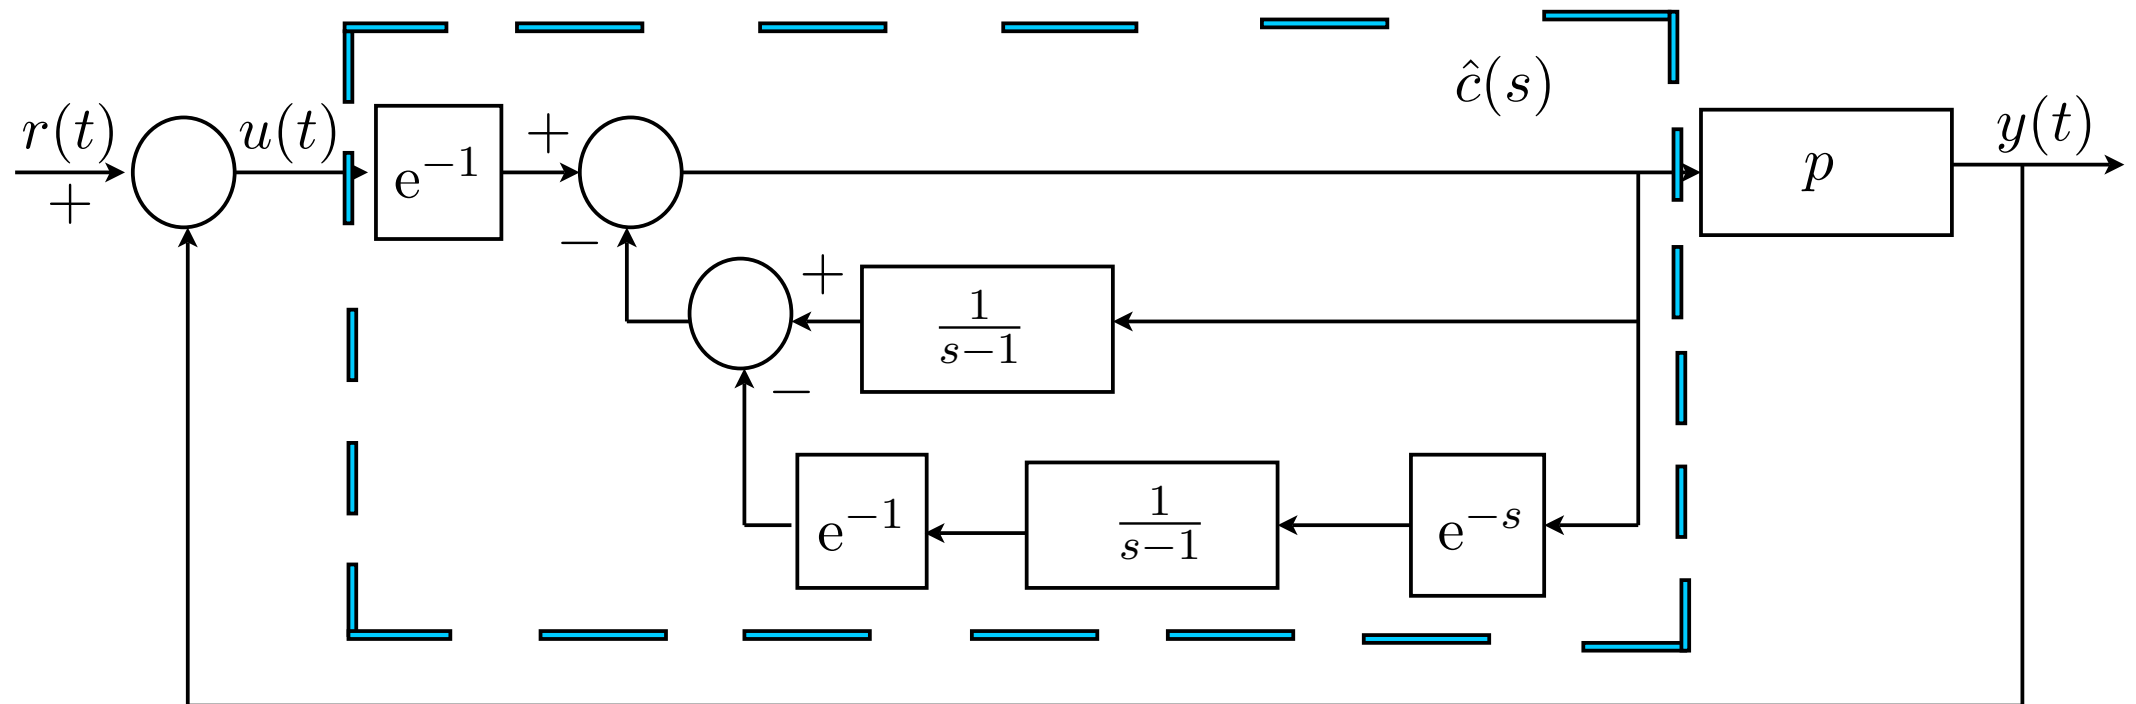 ĉ(s)
r(t) u(t) y(t)
+ e⁻¹ + p
−
+ 1/(s−1)
−
e⁻¹ 1/(s−1) e⁻ˢ